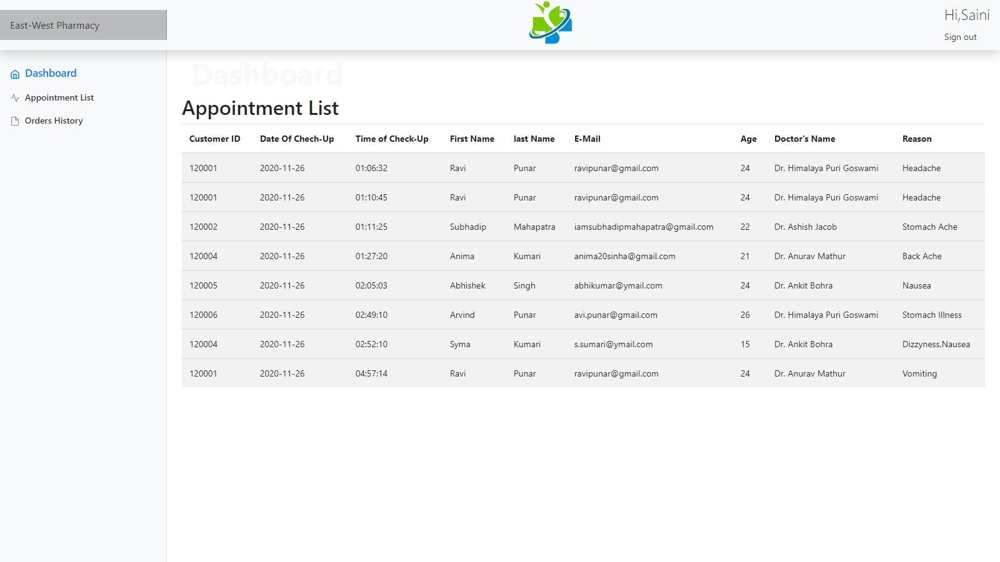 East-West Pharmacy
Hi,Saini
Sign out
Dashboard
Appointment List
Orders History
Dashboard
Appointment List
Customer ID Date Of Chech-Up Time of Check-Up First Name last Name E-Mail Age Doctor's Name Reason
120001 2020-11-26 01:06:32 Ravi Punar ravipunar@gmail.com 24 Dr. Himalaya Puri Goswami Headache
120001 2020-11-26 01:10:45 Ravi Punar ravipunar@gmail.com 24 Dr. Himalaya Puri Goswami Headache
120002 2020-11-26 01:11:25 Subhadip Mahapatra iamsubhadipmahapatra@gmail.com 22 Dr. Ashish Jacob Stomach Ache
120004 2020-11-26 01:27:20 Anima Kumari anima20sinha@gmail.com 21 Dr. Anurav Mathur Back Ache
120005 2020-11-26 02:05:03 Abhishek Singh abhikumar@ymail.com 24 Dr. Ankit Bohra Nausea
120006 2020-11-26 02:49:10 Arvind Punar avi.punar@gmail.com 26 Dr. Himalaya Puri Goswami Stomach Illness
120004 2020-11-26 02:52:10 Syma Kumari s.sumari@ymail.com 15 Dr. Ankit Bohra Dizzyness,Nausea
120001 2020-11-26 04:57:14 Ravi Punar ravipunar@gmail.com 24 Dr. Anurav Mathur Vomiting